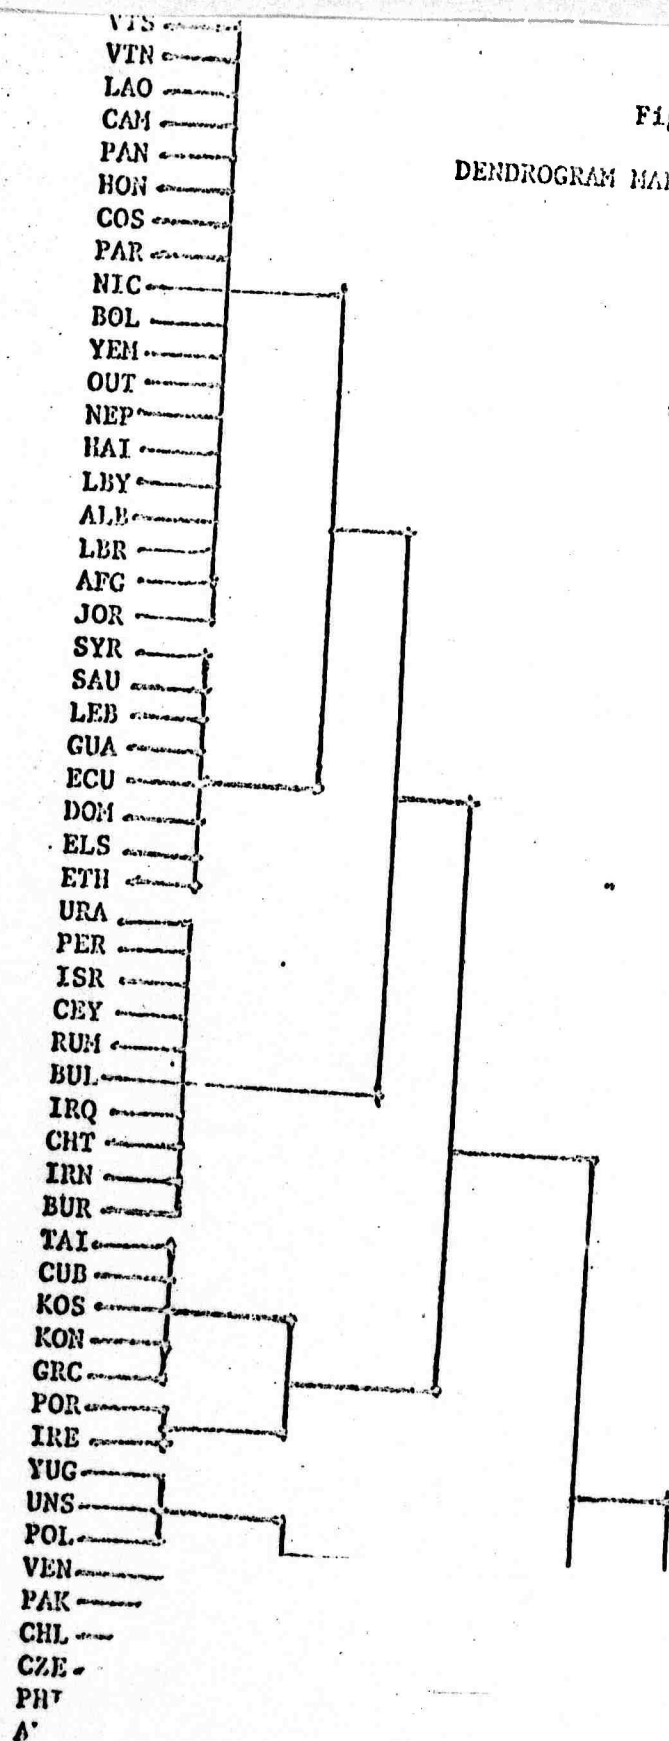 VTS
VTN
LAO
CAM
PAN
HON
COS
PAR
NIC
BOL
YEM
OUT
NEP
HAI
LBY
ALB
LBR
AFG
JOR
SYR
SAU
LEB
GUA
ECU
DOM
ELS
ETH
URA
PER
ISR
CEY
RUM
BUL
IRQ
CHT
IRN
BUR
TAI
CUB
KOS
KON
GRC
POR
IRE
YUG
UNS
POL
VEN
PAK
CHL
CZE
Fig
DENDROGRAM